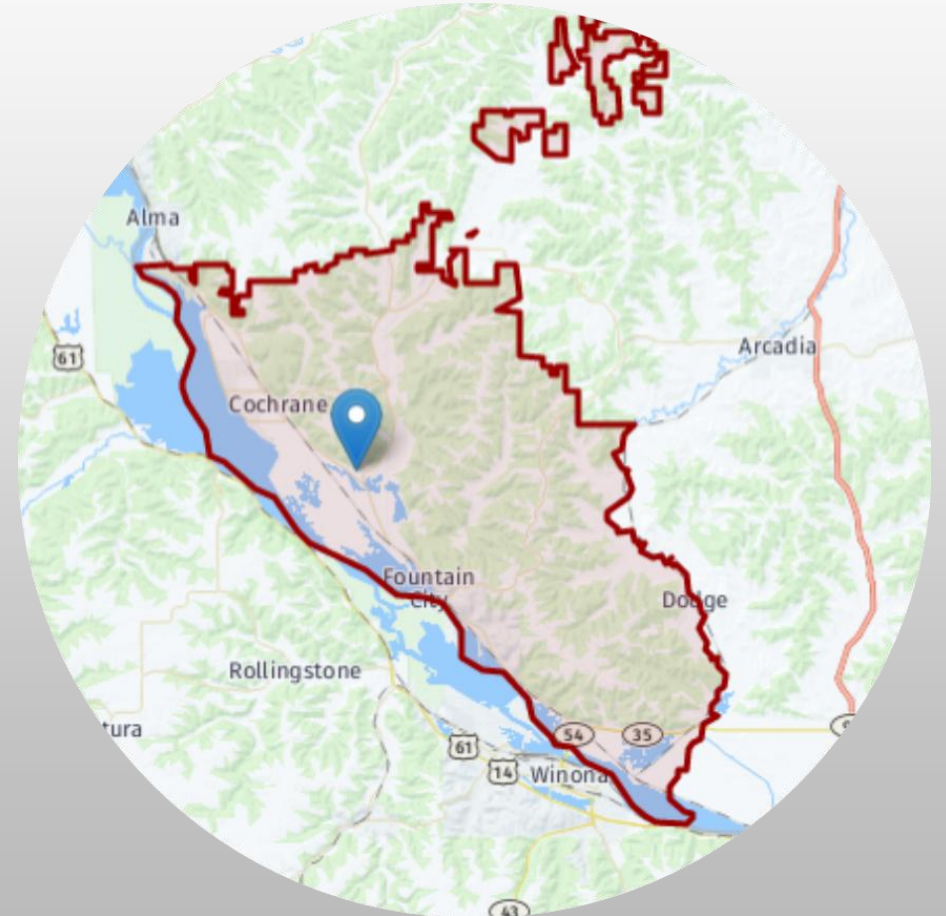 Alma
61
Arcadia
Cochrane
Fountain
City
Dodge
Rollingstone
tura
54
35
61
14
Winona
43